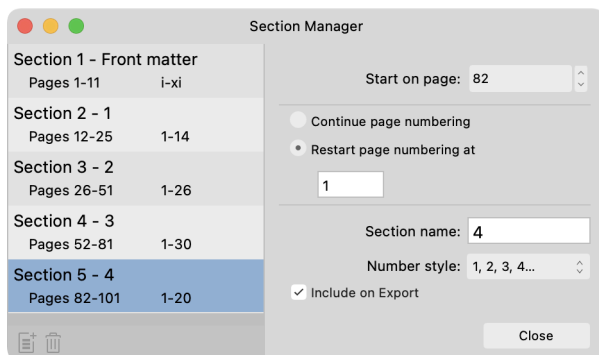 Section Manager
Section 1 - Front matter
Pages 1-11 i-xi
Section 2 - 1
Pages 12-25 1-14
Section 3 - 2
Pages 26-51 1-26
Section 4 - 3
Pages 52-81 1-30
Section 5 - 4
Pages 82-101 1-20
Start on page: 82
Continue page numbering
Restart page numbering at
1
Section name: 4
Number style: 1, 2, 3, 4...
Include on Export
Close